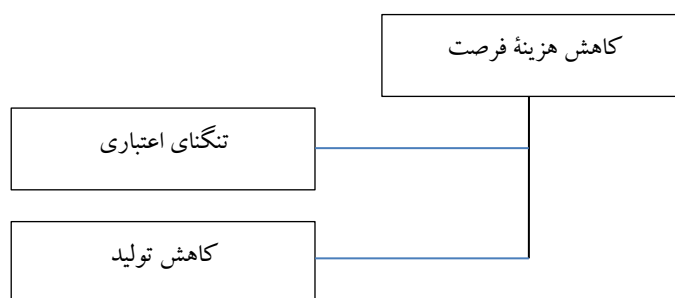 کاهش هزینهٔ فرصت
تنگنای اعتباری
کاهش تولید